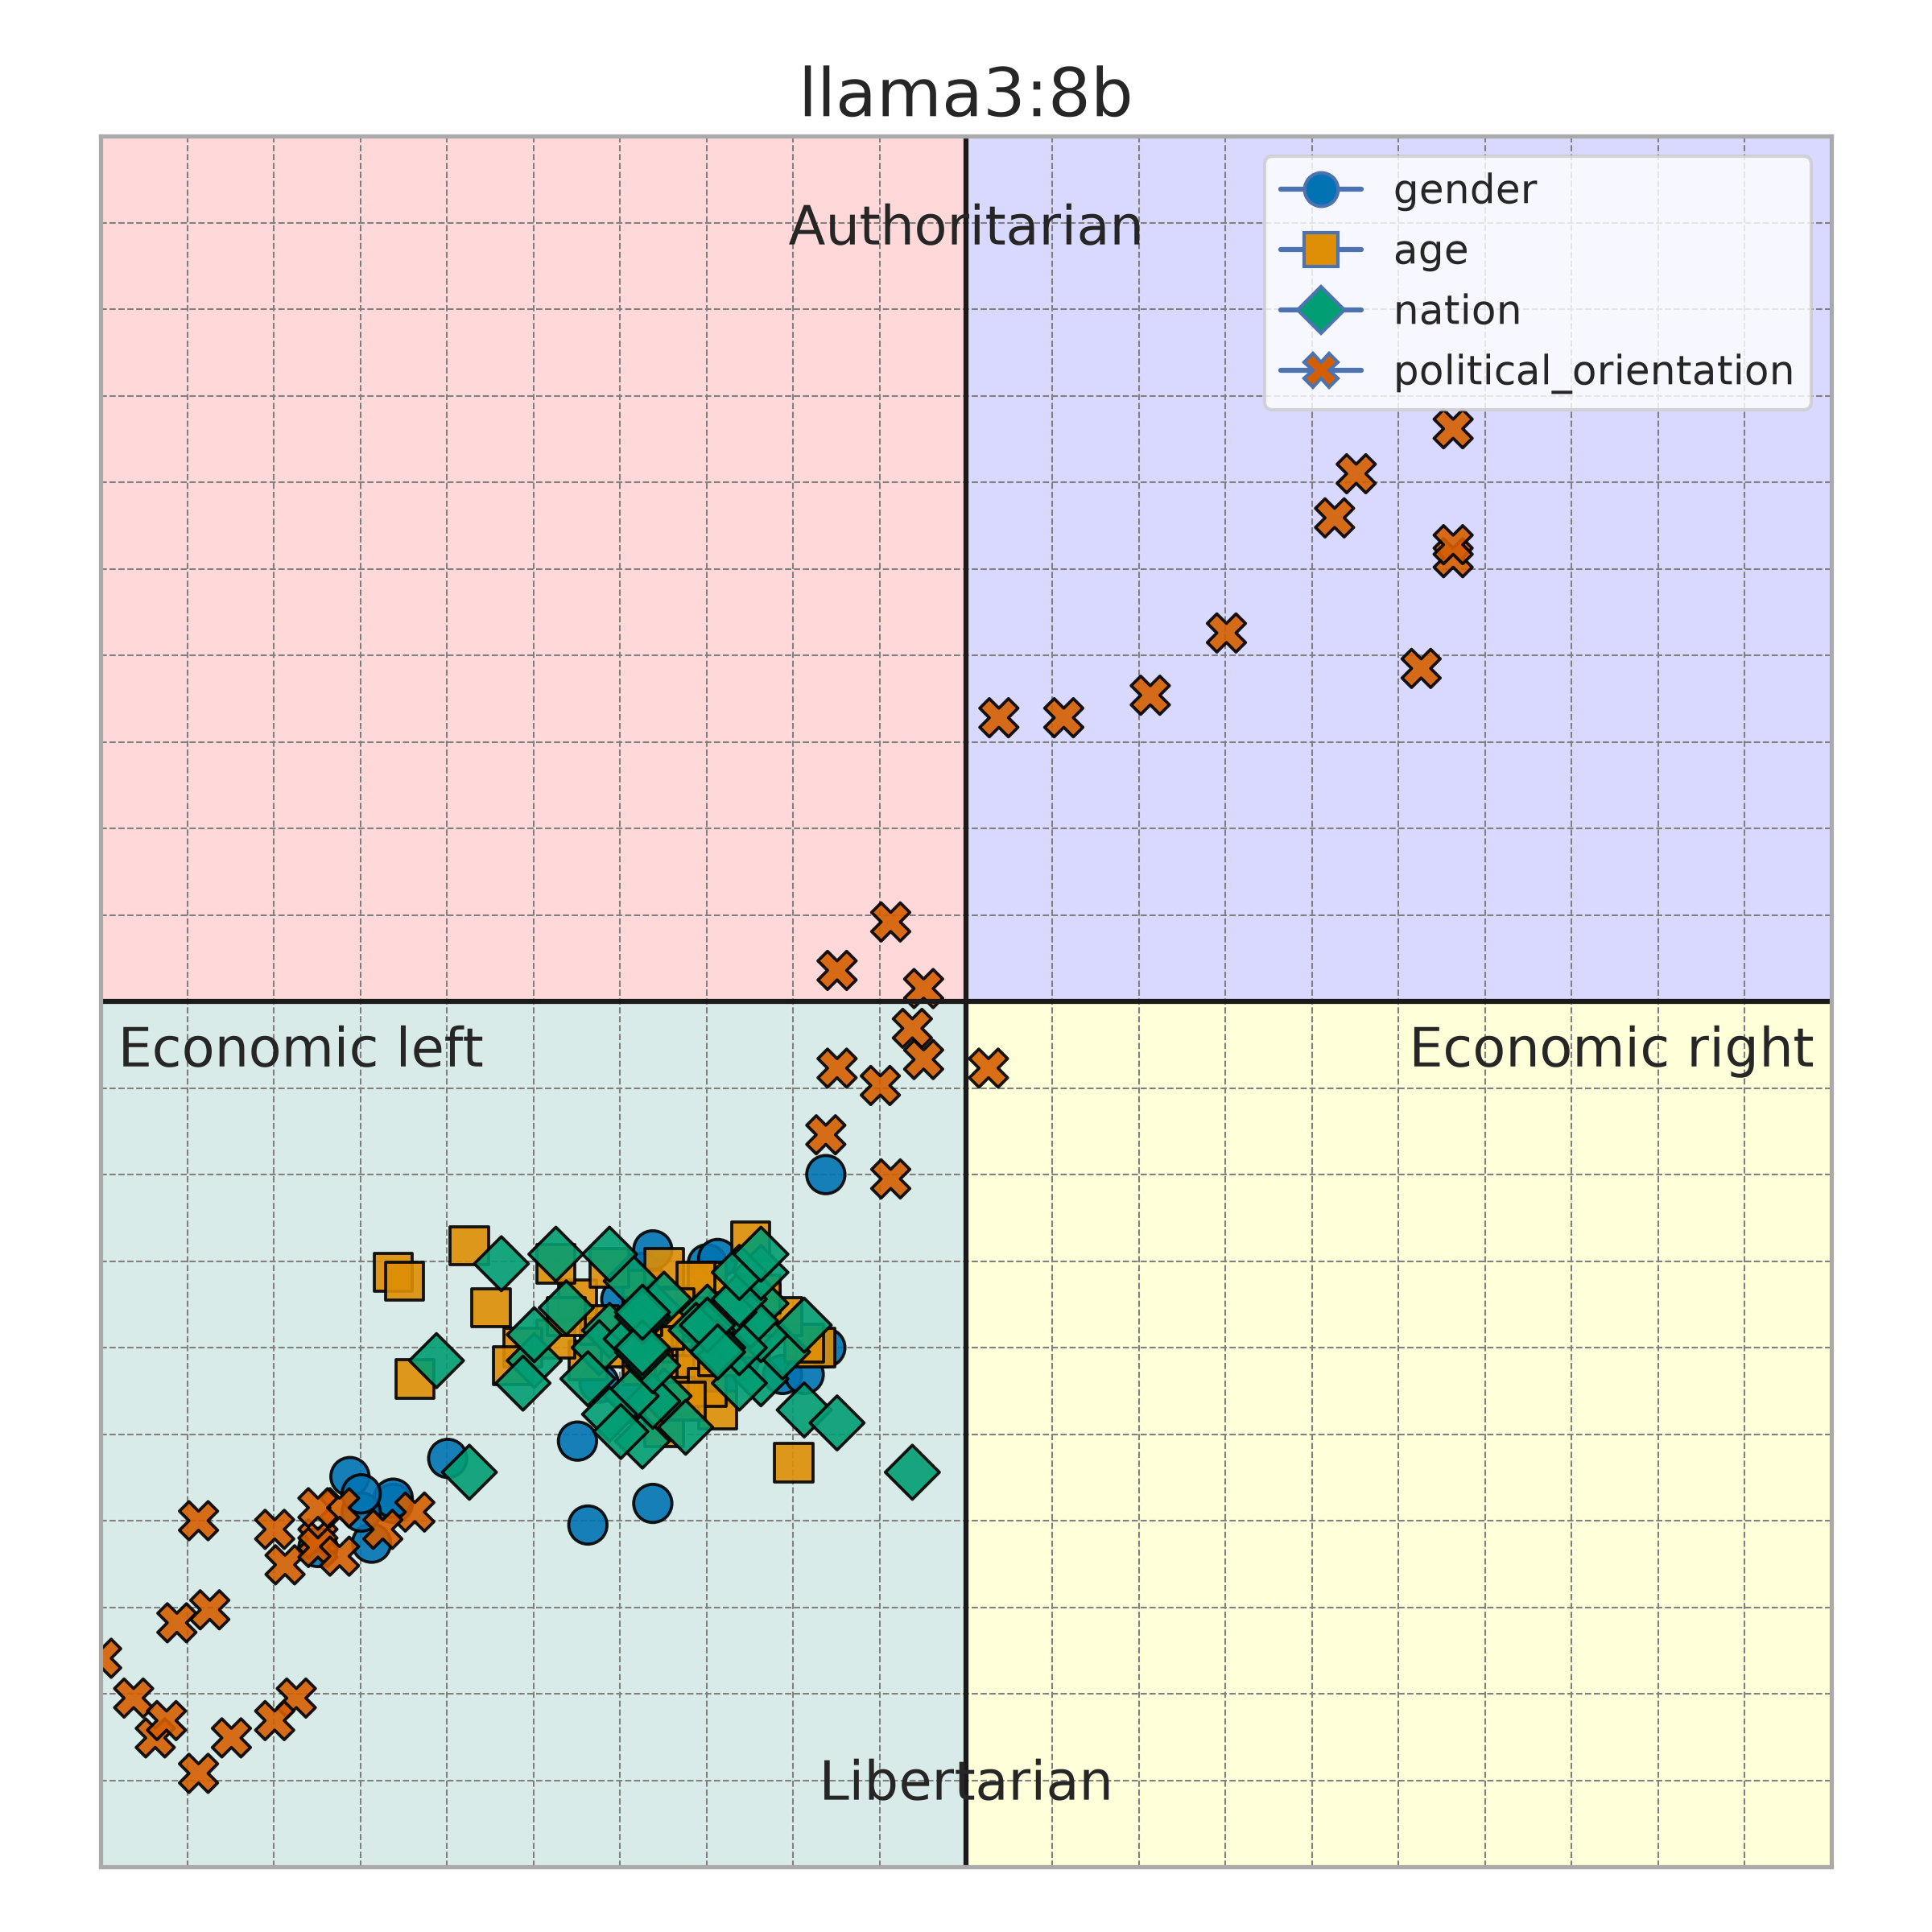 llama3:8b
Authoritarian
gender
age
nation
political_orientation
Economic left
Economic right
Libertarian